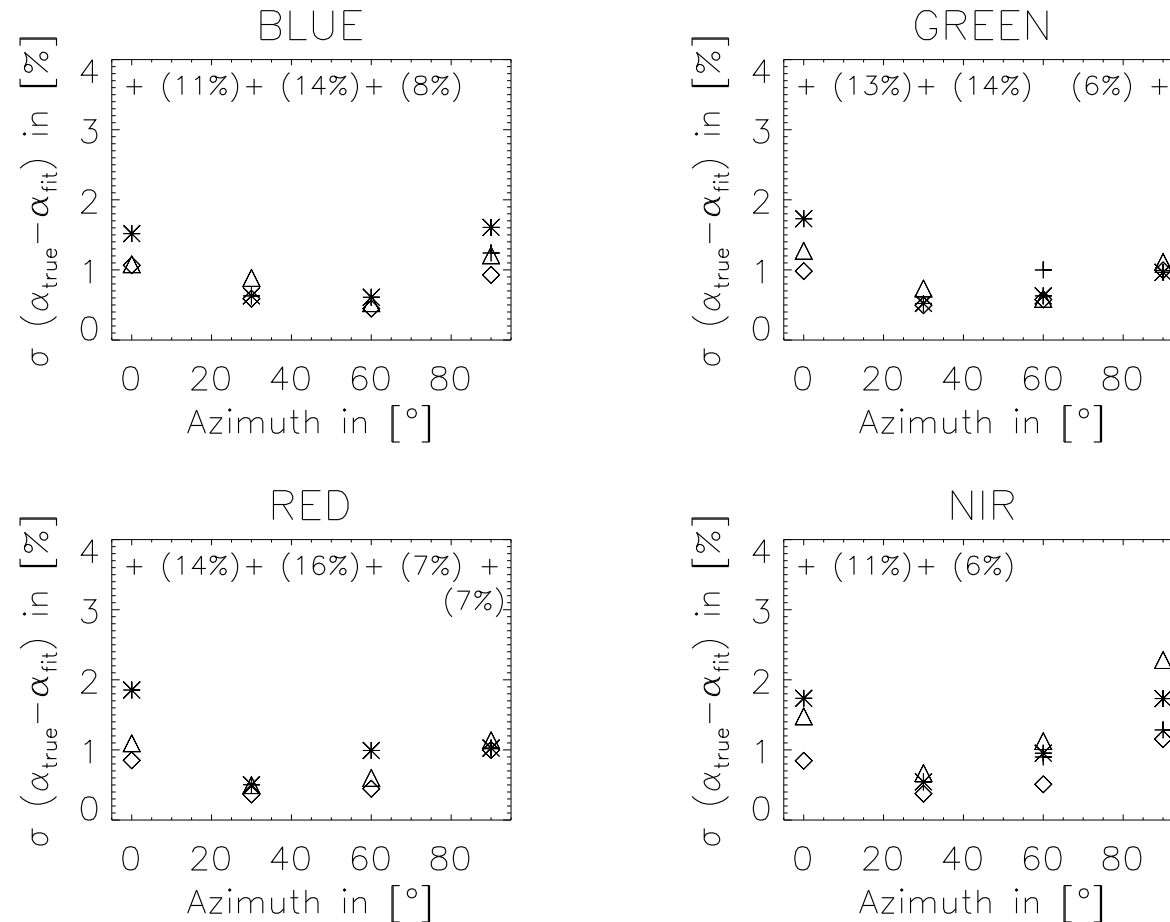 BLUE
σ (α_true−α_fit) in [%]
4
3
2
1
0
+ (11%) + (14%) + (8%)
0 20 40 60 80
Azimuth in [°]
GREEN
σ (α_true−α_fit) in [%]
4
3
2
1
0
+ (13%) + (14%) (6%) +
0 20 40 60 80
Azimuth in [°]
RED
σ (α_true−α_fit) in [%]
4
3
2
1
0
+ (14%) + (16%) + (7%) +
(7%)
0 20 40 60 80
Azimuth in [°]
NIR
σ (α_true−α_fit) in [%]
4
3
2
1
0
+ (11%) + (6%)
0 20 40 60 80
Azimuth in [°]